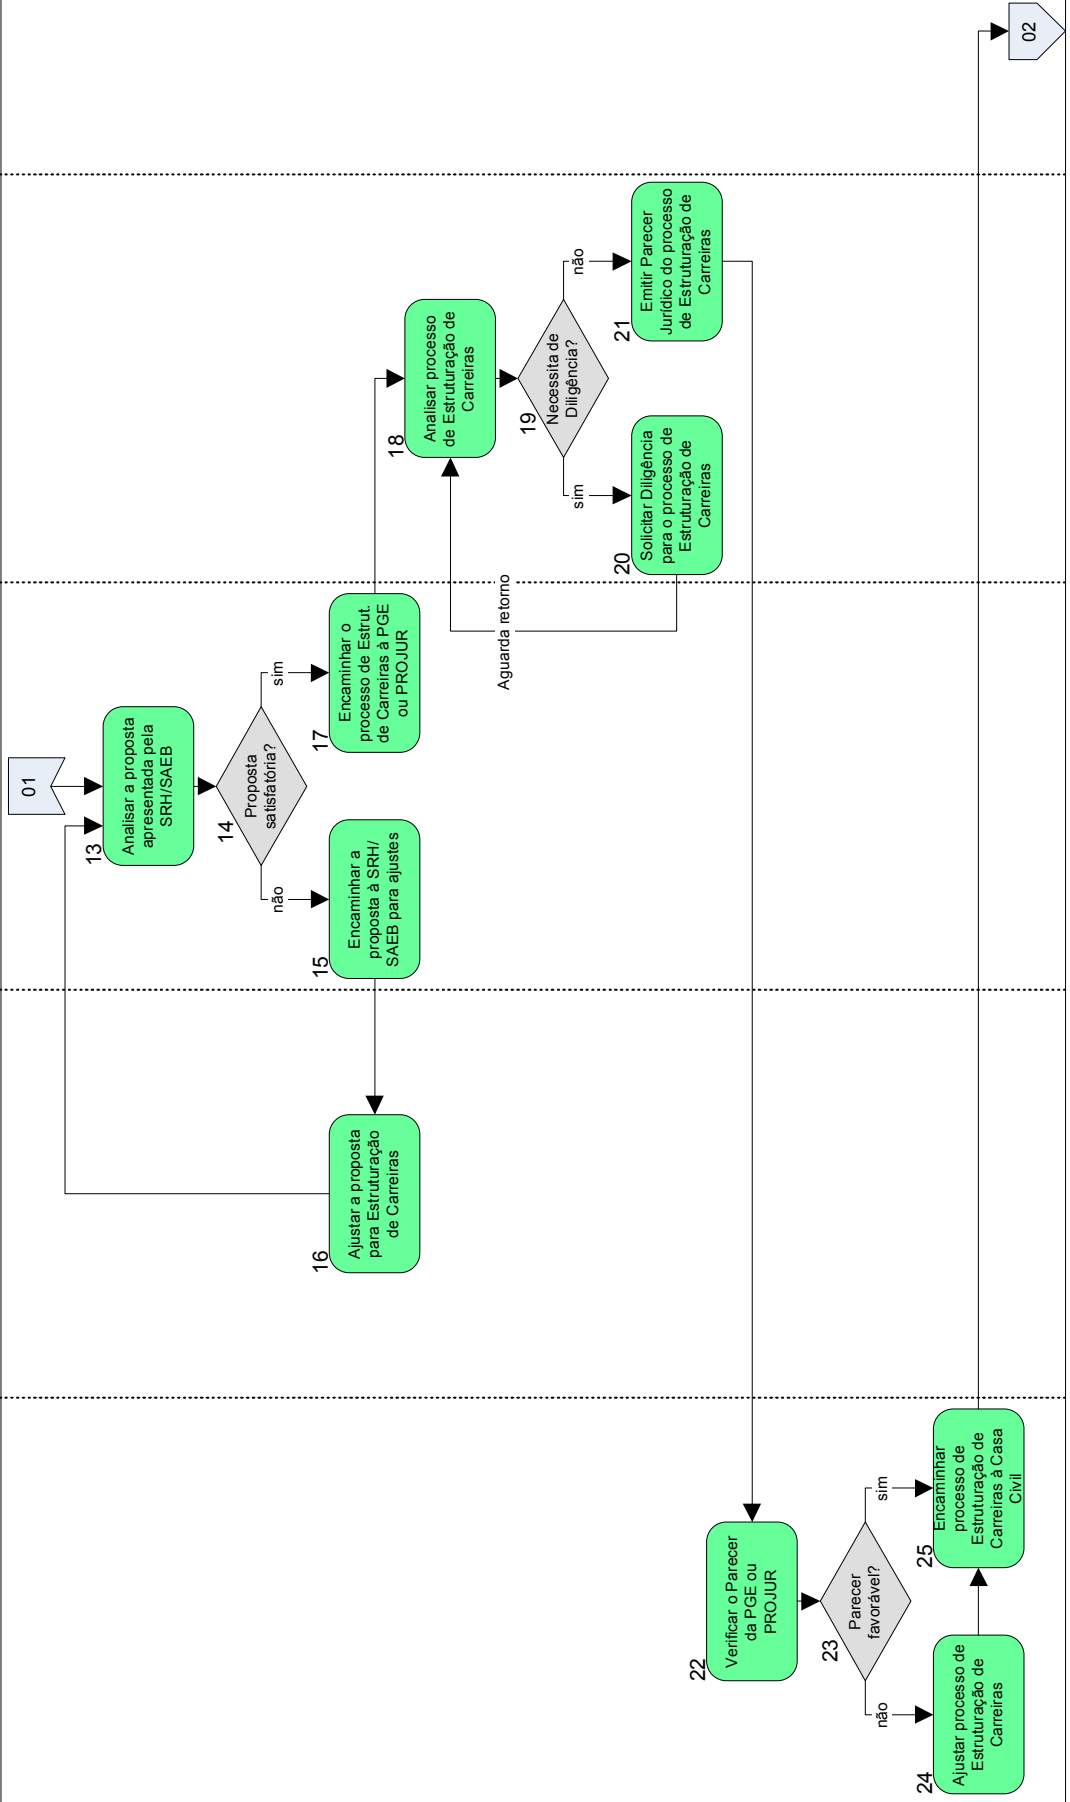 01
13
Analisar a proposta
apresentada pela
SRH/SAEB
14
Proposta
satisfatória?
não
sim
15
Encaminhar a
proposta à SRH/
SAEB para ajustes
16
Ajustar a proposta
para Estruturação
de Carreiras
17
Encaminhar o
processo de Estrut.
de Carreiras à PGE
ou PROJUR
18
Analisar processo
de Estruturação de
Carreiras
19
Necessita de
Diligência?
sim
não
20
Solicitar Diligência
para o processo de
Estruturação de
Carreiras
Aguarda retorno
21
Emitir Parecer
Jurídico do processo
de Estruturação de
Carreiras
22
Verificar o Parecer
da PGE ou
PROJUR
23
Parecer
favorável?
não
sim
24
Ajustar processo de
Estruturação de
Carreiras
25
Encaminhar
processo de
Estruturação de
Carreiras à Casa
Civil
02